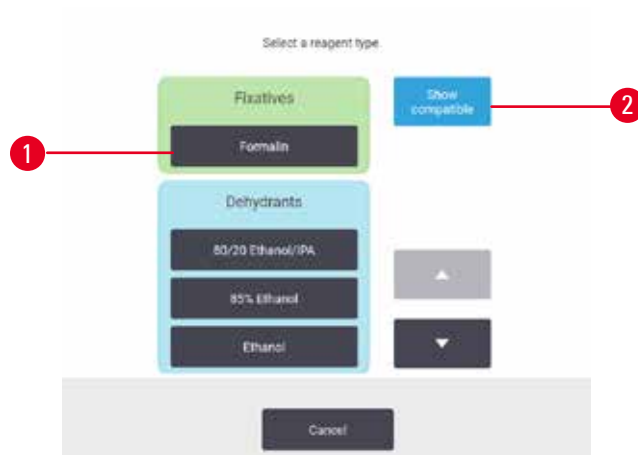 Select a reagent type
Fixatives
Show
compatible
2
1
Formalin
Dehydrants
80/20 Ethanol/IPA
85% Ethanol
Ethanol
Cancel